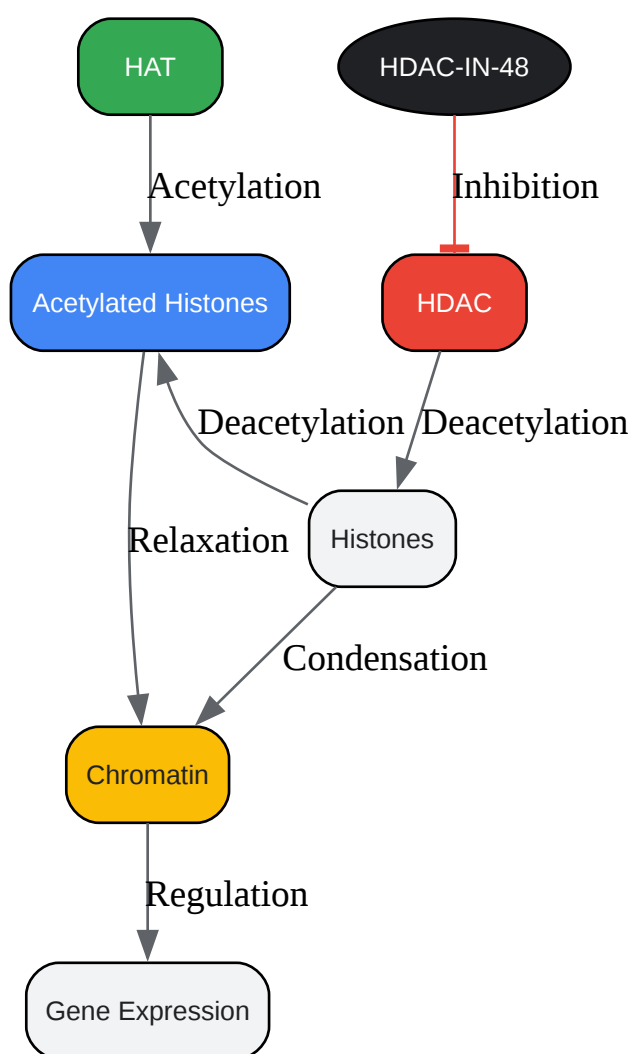 HAT
HDAC-IN-48
Acetylation
Inhibition
Acetylated Histones
HDAC
Deacetylation
Deacetylation
Relaxation
Histones
Condensation
Chromatin
Regulation
Gene Expression